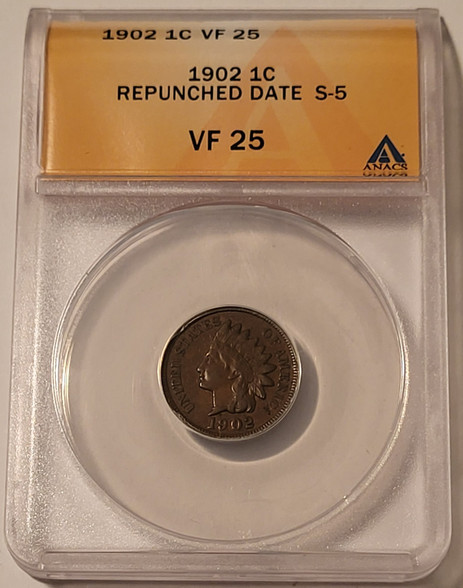 1902 1C VF 25
1902 1C
REPUNCHED DATE S-5
VF 25
ANACS
UNITED STATES OF AMERICA
1902